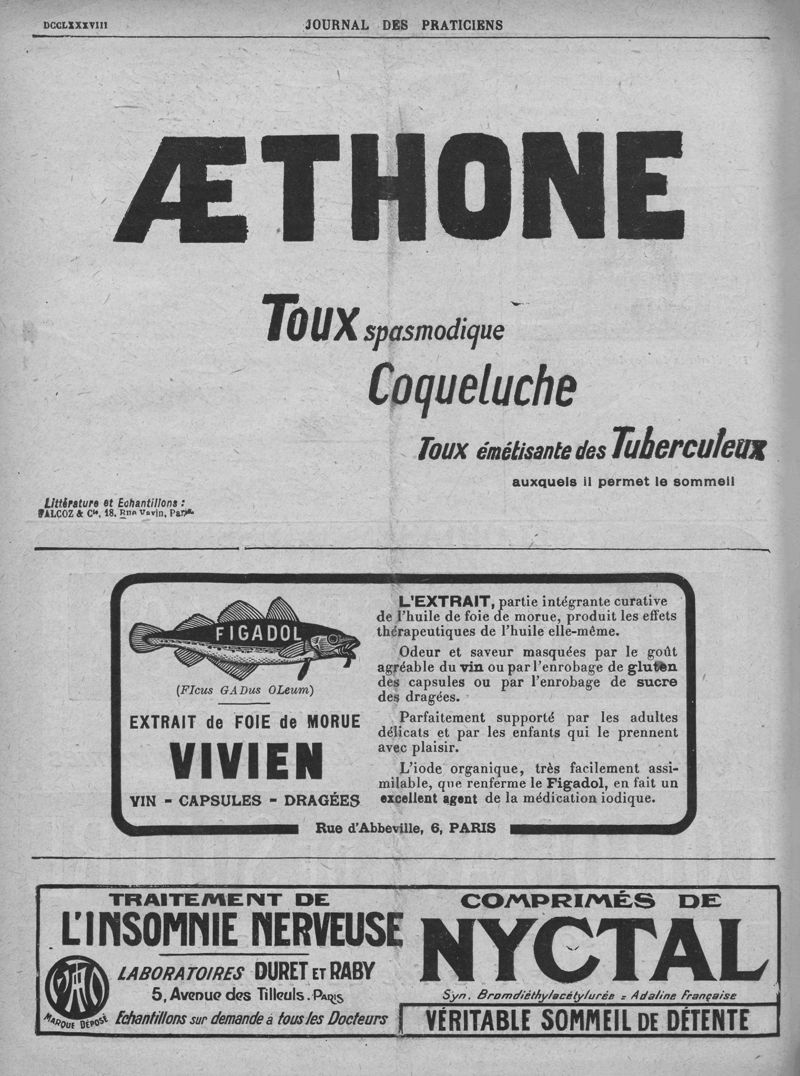 DCCLXXXVIII
JOURNAL DES PRATICIENS
ÆTHONE
Toux spasmodique
Coqueluche
Toux émétisante des Tuberculeux
auxquels il permet le sommeil
Littérature et Echantillons :
FALCOZ & Cie, 18, Rue Vavin, Paris.
FIGADOL
(FIcus GADus OLeum)
EXTRAIT de FOIE de MORUE
VIVIEN
VIN - CAPSULES - DRAGÉES
L'EXTRAIT, partie intégrante curative
de l'huile de foie de morue, produit les effets
thérapeutiques de l'huile elle-même.
Odeur et saveur masquées par le goût
agréable du vin ou par l'enrobage de gluten
des capsules ou par l'enrobage de sucre
des dragées.
Parfaitement supporté par les adultes
délicats et par les enfants qui le prennent
avec plaisir.
L'iode organique, très facilement assi-
milable, que renferme le Figadol, en fait un
excellent agent de la médication iodique.
Rue d'Abbeville, 6, PARIS
TRAITEMENT DE
L'INSOMNIE NERVEUSE
LABORATOIRES DURET ET RABY
5, Avenue des Tilleuls. PARIS
MARQUE DÉPOSÉ
Echantillons sur demande à tous les Docteurs
COMPRIMÉS DE
NYCTAL
Syn. Bromdiéthylacétylurée = Adaline Française
VÉRITABLE SOMMEIL DE DÉTENTE